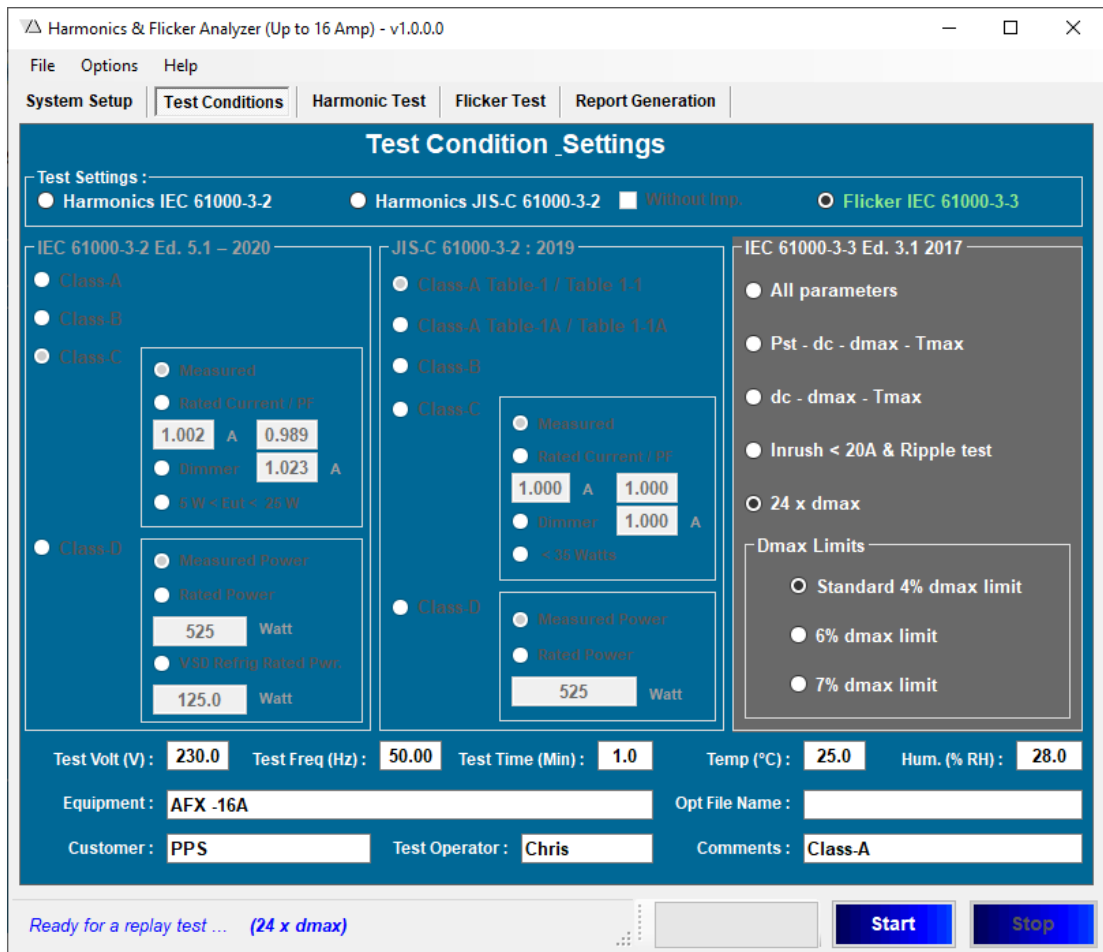 Harmonics & Flicker Analyzer (Up to 16 Amp) - v1.0.0.0
File Options Help
System Setup Test Conditions Harmonic Test Flicker Test Report Generation
Test Condition _Settings
Test Settings :
Harmonics IEC 61000-3-2 Harmonics JIS-C 61000-3-2 Without Imp. Flicker IEC 61000-3-3
IEC 61000-3-2 Ed. 5.1 – 2020
Class-A
Class-B
Class-C
Measured
Rated Current / PF
1.002 A 0.989
Dimmer 1.023 A
5 W < Eut < -25 W
Class-D
Measured Power
Rated Power
525 Watt
VSD Refrig Rated Pwr.
125.0 Watt
JIS-C 61000-3-2 : 2019
Class-A Table-1 / Table 1-1
Class-A Table-1A / Table 1-1A
Class-B
Class-C
Measured
Rated Current / PF
1.000 A 1.000
Dimmer 1.000 A
< 35 Watts
Class-D
Measured Power
Rated Power
525 Watt
IEC 61000-3-3 Ed. 3.1 2017
All parameters
Pst - dc - dmax - Tmax
dc - dmax - Tmax
Inrush < 20A & Ripple test
24 x dmax
Dmax Limits
Standard 4% dmax limit
6% dmax limit
7% dmax limit
Test Volt (V) : 230.0 Test Freq (Hz) : 50.00 Test Time (Min) : 1.0 Temp (°C) : 25.0 Hum. (% RH) : 28.0
Equipment : AFX -16A Opt File Name :
Customer : PPS Test Operator : Chris Comments : Class-A
Ready for a replay test ... (24 x dmax) Start Stop